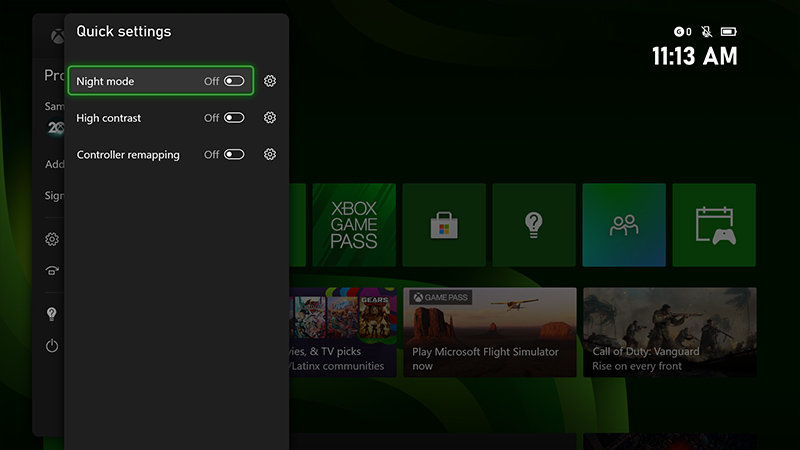 Quick settings
G 0
11:13 AM
Pro
Night mode
Off
Sam
High contrast
Off
20
Controller remapping
Off
Add
Sign
XBOX
GAME
PASS
GEARS
GAME PASS
ies, & TV picks
/Latinx communities
Play Microsoft Flight Simulator
now
Call of Duty: Vanguard
Rise on every front